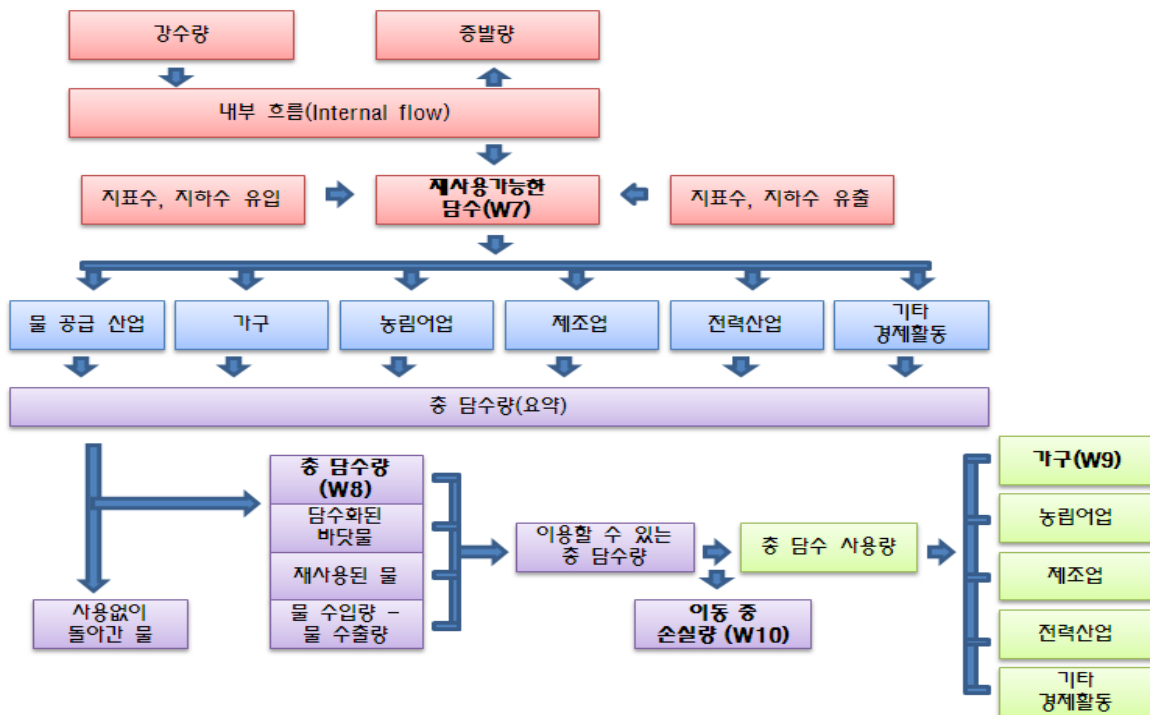 강수량
증발량
내부 흐름(Internal flow)
지표수, 지하수 유입
재사용가능한
담수(W7)
지표수, 지하수 유출
물 공급 산업
가구
농림어업
제조업
전력산업
기타
경제활동
총 담수량(요약)
총 담수량
(W8)
담수화된
바닷물
재사용된 물
물 수입량 –
물 수출량
사용없이
돌아간 물
이용할 수 있는
총 담수량
이동 중
손실량 (W10)
총 담수 사용량
가구(W9)
농림어업
제조업
전력산업
기타
경제활동